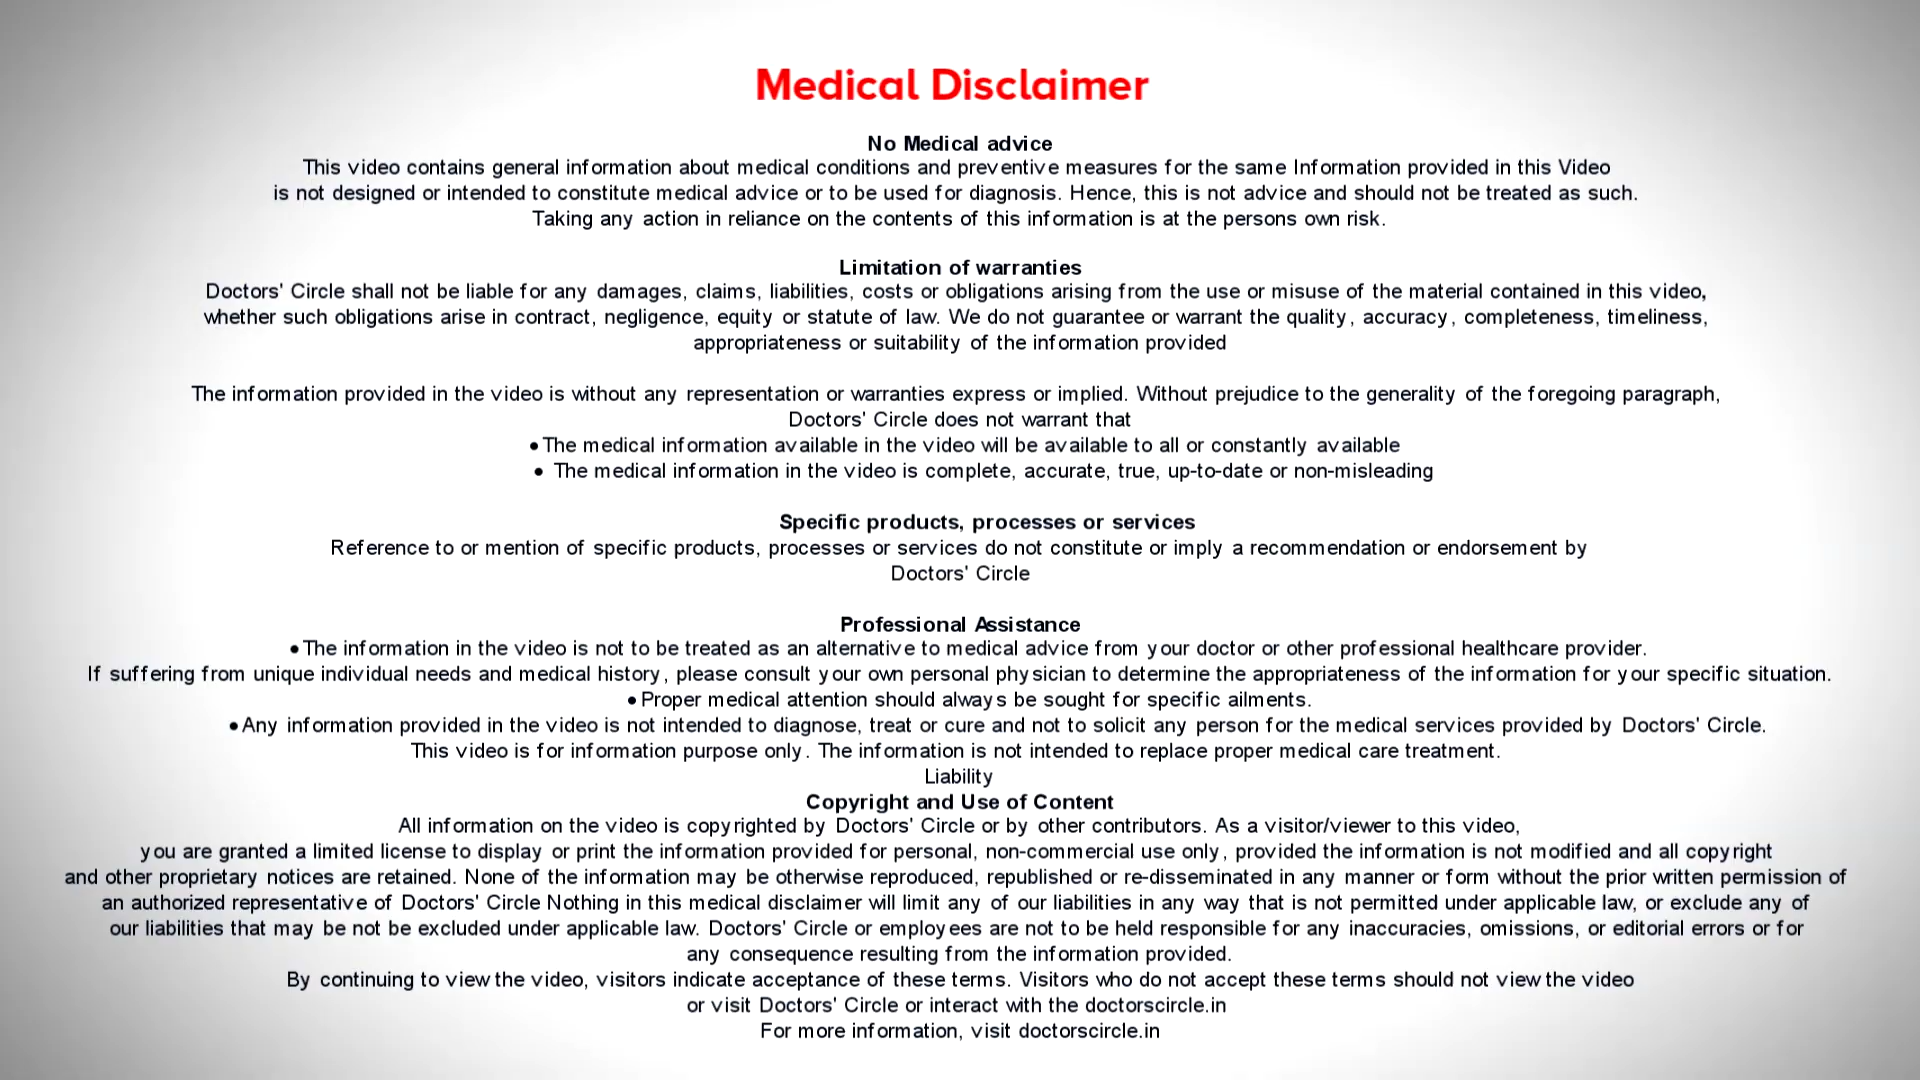 Medical Disclaimer
No Medical advice
This video contains general information about medical conditions and preventive measures for the same Information provided in this Video
is not designed or intended to constitute medical advice or to be used for diagnosis. Hence, this is not advice and should not be treated as such.
Taking any action in reliance on the contents of this information is at the persons own risk.
Limitation of warranties
Doctors' Circle shall not be liable for any damages, claims, liabilities, costs or obligations arising from the use or misuse of the material contained in this video,
whether such obligations arise in contract, negligence, equity or statute of law. We do not guarantee or warrant the quality, accuracy, completeness, timeliness,
appropriateness or suitability of the information provided
The information provided in the video is without any representation or warranties express or implied. Without prejudice to the generality of the foregoing paragraph,
Doctors' Circle does not warrant that
• The medical information available in the video will be available to all or constantly available
• The medical information in the video is complete, accurate, true, up-to-date or non-misleading
Specific products, processes or services
Reference to or mention of specific products, processes or services do not constitute or imply a recommendation or endorsement by
Doctors' Circle
Professional Assistance
• The information in the video is not to be treated as an alternative to medical advice from your doctor or other professional healthcare provider.
If suffering from unique individual needs and medical history, please consult your own personal physician to determine the appropriateness of the information for your specific situation.
• Proper medical attention should always be sought for specific ailments.
• Any information provided in the video is not intended to diagnose, treat or cure and not to solicit any person for the medical services provided by Doctors' Circle.
This video is for information purpose only. The information is not intended to replace proper medical care treatment.
Liability
Copyright and Use of Content
All information on the video is copyrighted by Doctors' Circle or by other contributors. As a visitor/viewer to this video,
you are granted a limited license to display or print the information provided for personal, non-commercial use only, provided the information is not modified and all copyright
and other proprietary notices are retained. None of the information may be otherwise reproduced, republished or re-disseminated in any manner or form without the prior written permission of
an authorized representative of Doctors' Circle Nothing in this medical disclaimer will limit any of our liabilities in any way that is not permitted under applicable law, or exclude any of
our liabilities that may be not be excluded under applicable law. Doctors' Circle or employees are not to be held responsible for any inaccuracies, omissions, or editorial errors or for
any consequence resulting from the information provided.
By continuing to view the video, visitors indicate acceptance of these terms. Visitors who do not accept these terms should not view the video
or visit Doctors' Circle or interact with the doctorscircle.in
For more information, visit doctorscircle.in